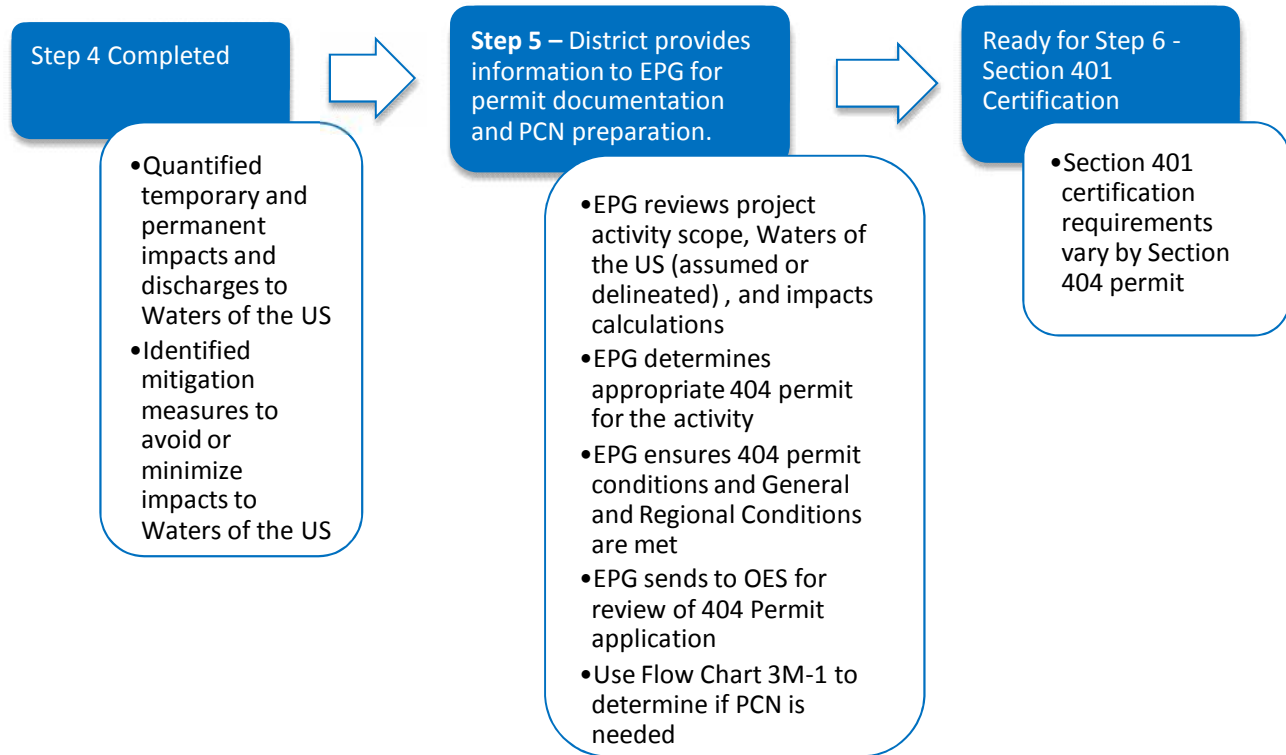 Step 4 Completed
•Quantified
temporary and
permanent
impacts and
discharges to
Waters of the US
•Identified
mitigation
measures to
avoid or
minimize
impacts to
Waters of the US
Step 5 – District provides
information to EPG for
permit documentation
and PCN preparation.
•EPG reviews project
activity scope, Waters of
the US (assumed or
delineated) , and impacts
calculations
•EPG determines
appropriate 404 permit
for the activity
•EPG ensures 404 permit
conditions and General
and Regional Conditions
are met
•EPG sends to OES for
review of 404 Permit
application
•Use Flow Chart 3M-1 to
determine if PCN is
needed
Ready for Step 6 -
Section 401
Certification
•Section 401
certification
requirements
vary by Section
404 permit